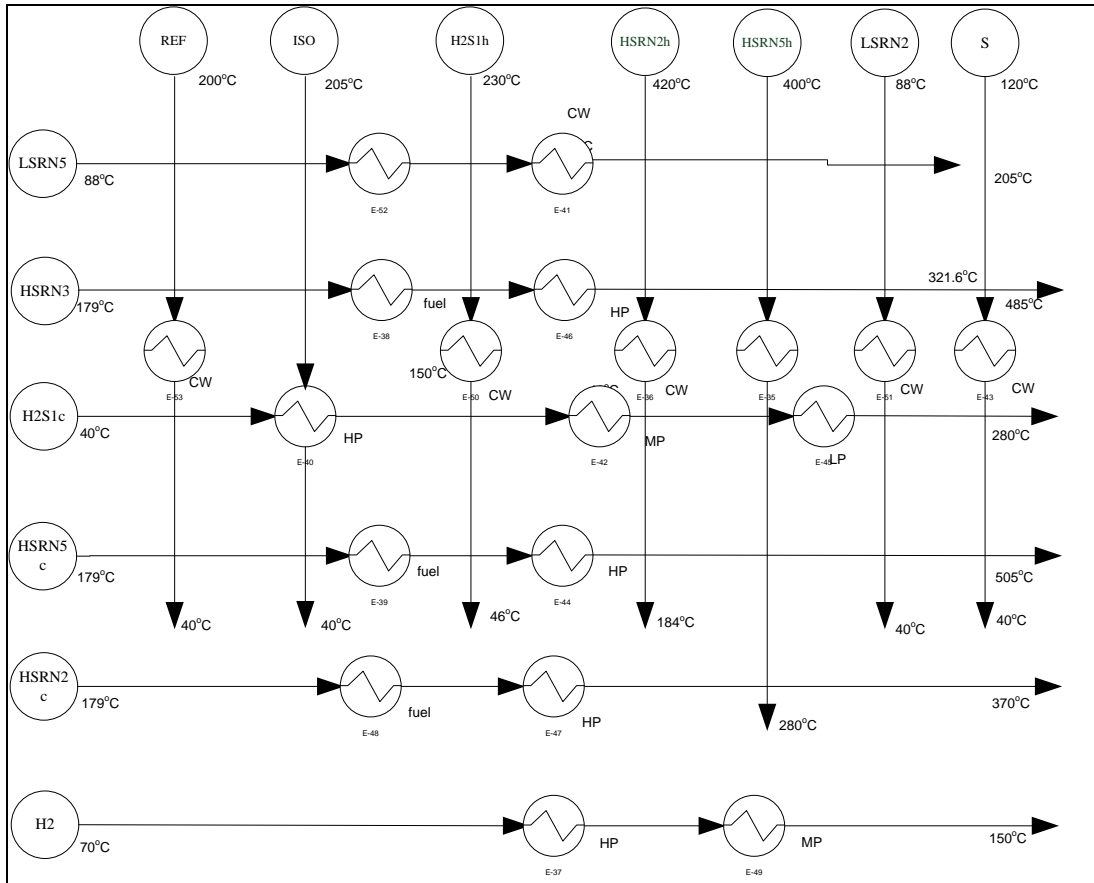 REF
ISO
H2S1h
HSRN2h
HSRN5h
LSRN2
S
200°C
205°C
230°C
420°C
400°C
88°C
120°C
CW
C
LSRN5
88°C
205°C
E-52
E-41
HSRN3
179°C
fuel
HP
321.6°C
485°C
E-38
E-46
150°C
CW
CW
CW
CW
CW
E-53
E-50
E-36
E-35
E-51
E-43
H2S1c
40°C
HP
MP
LP
280°C
E-40
E-42
E-45
HSRN5
c
179°C
fuel
HP
505°C
E-39
E-44
40°C
40°C
46°C
184°C
40°C
40°C
HSRN2
c
179°C
fuel
HP
370°C
280°C
E-48
E-47
H2
70°C
HP
MP
150°C
E-37
E-49